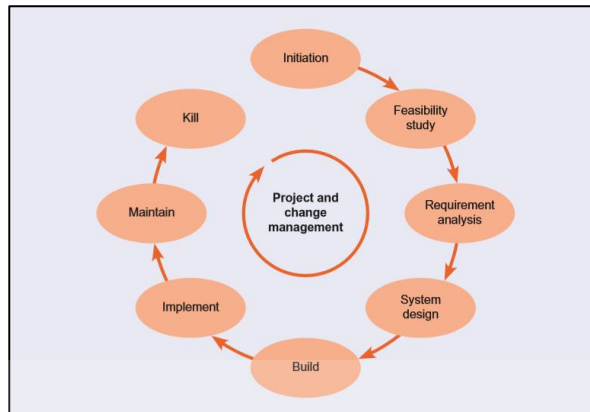 Initiation
Feasibility
study
Requirement
analysis
System
design
Build
Implement
Maintain
Kill
Project and
change
management